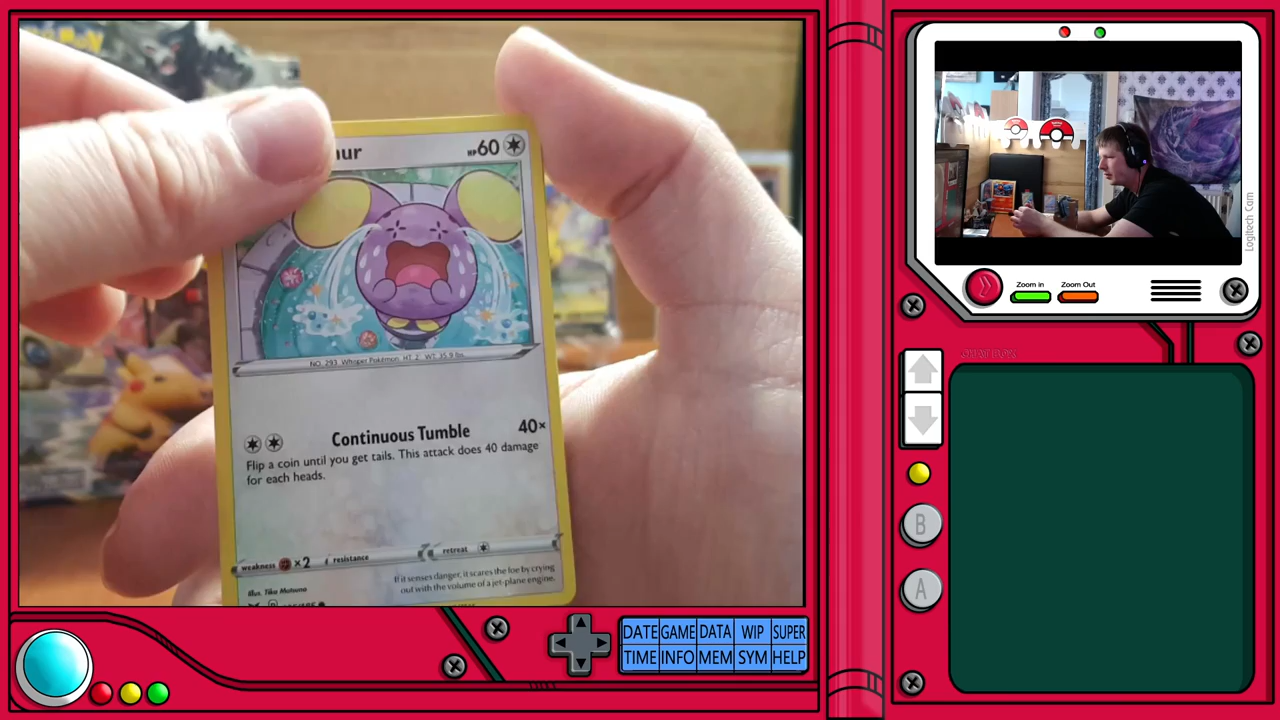 HP60
NO. 293 Whisper Pokémon HT. 2' WT. 35.9 lbs.
Continuous Tumble 40×
Flip a coin until you get tails. This attack does 40 damage
for each heads.
weakness ×2 resistance retreat
If it senses danger, it scares the foe by crying
out with the volume of a jet-plane engine.
Illus. Tika Matsuno
Logitech Cam
Zoom in Zoom Out
B
A
DATE GAME DATA WIP SUPER
TIME INFO MEM SYM HELP